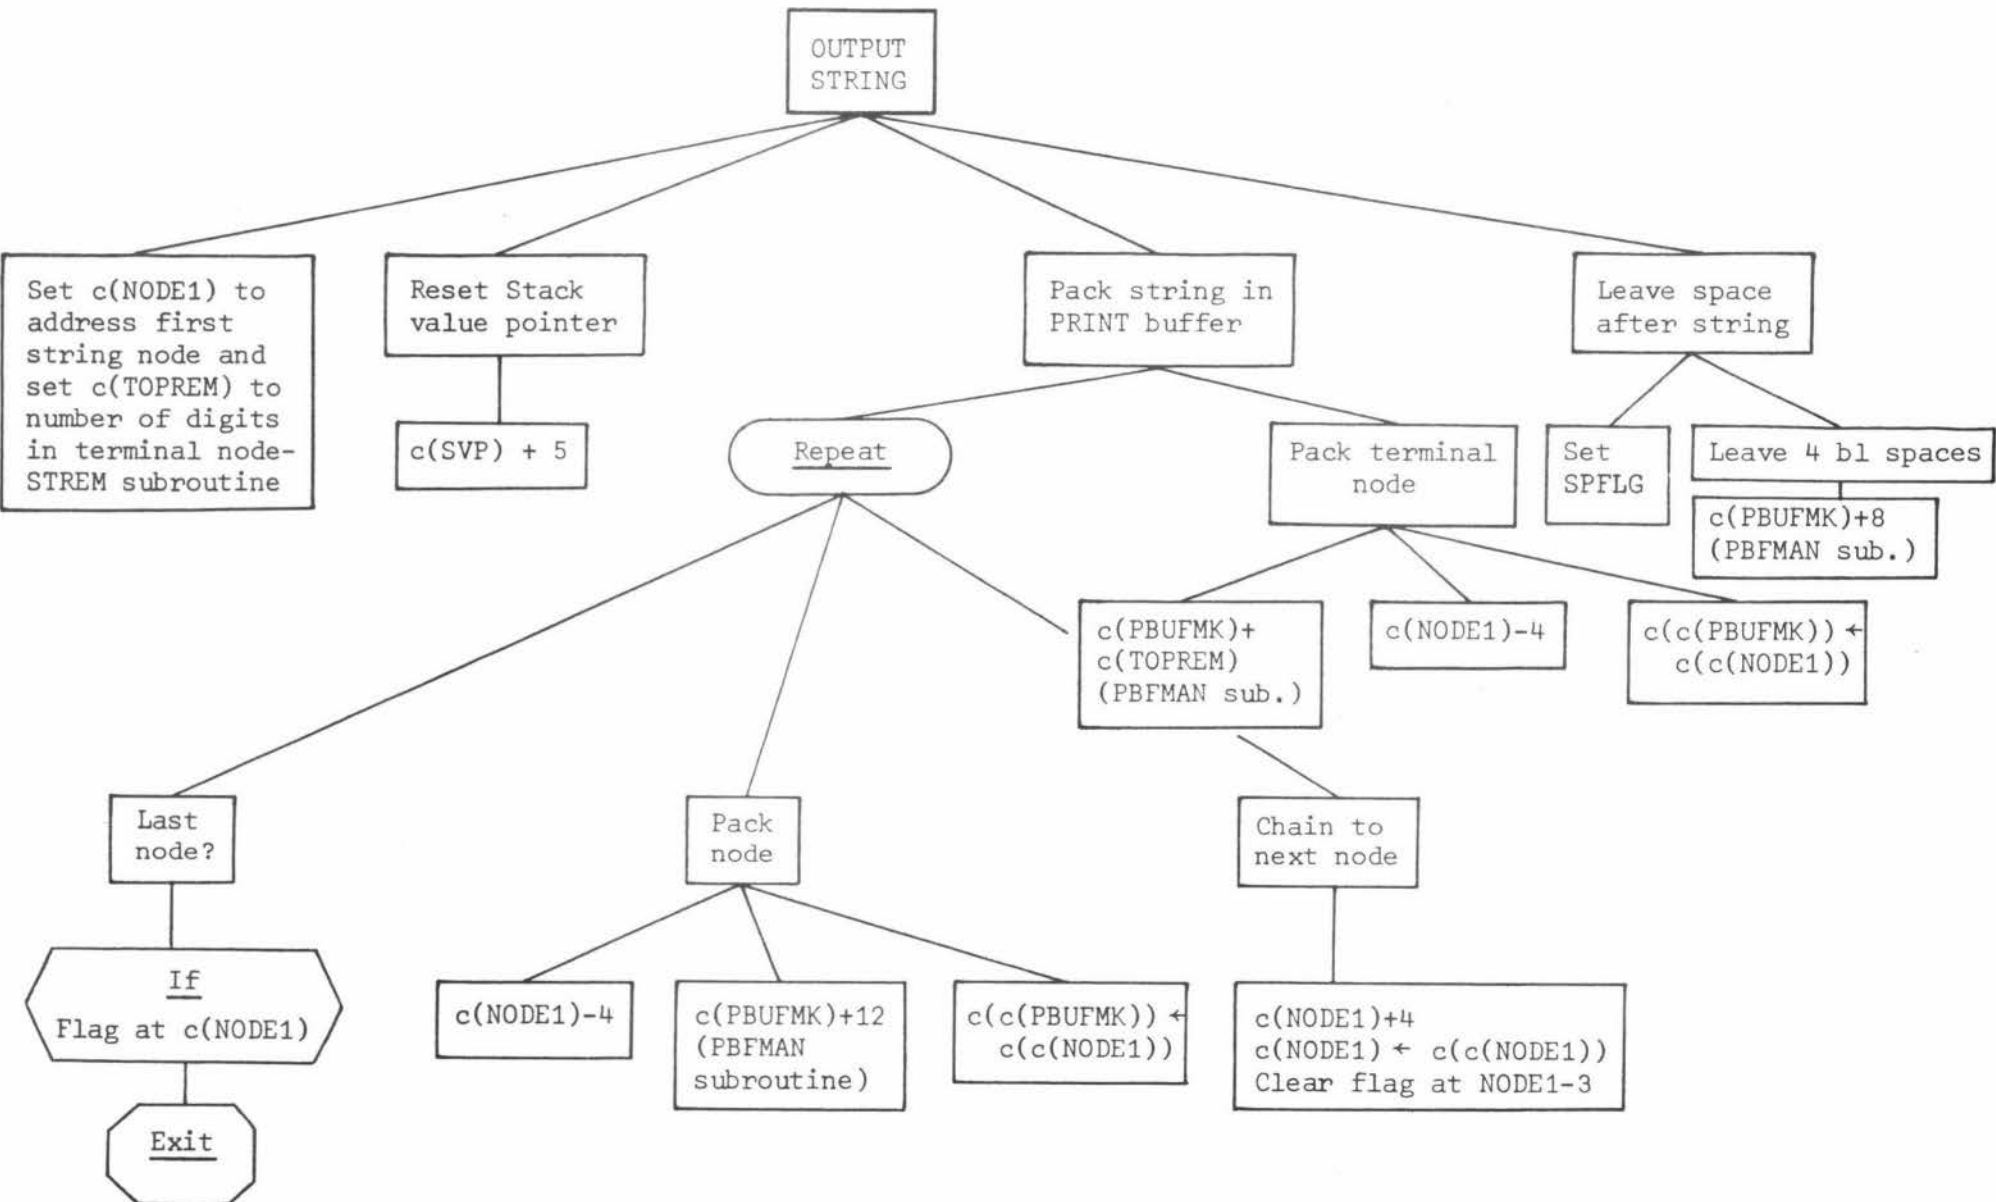 OUTPUT
STRING
Set c(NODE1) to
address first
string node and
set c(TOPREM) to
number of digits
in terminal node-
STREM subroutine
Reset Stack
value pointer
c(SVP) + 5
Pack string in
PRINT buffer
Leave space
after string
Repeat
Pack terminal
node
Set
SPFLG
Leave 4 bl spaces
c(PBUFMK)+8
(PBFMAN sub.)
c(PBUFMK)+
c(TOPREM)
(PBFMAN sub.)
c(NODE1)-4
c(c(PBUFMK)) ←
c(c(NODE1))
Last
node?
Pack
node
Chain to
next node
If
Flag at c(NODE1)
Exit
c(NODE1)-4
c(PBUFMK)+12
(PBFMAN
subroutine)
c(c(PBUFMK)) ←
c(c(NODE1))
c(NODE1)+4
c(NODE1) ← c(c(NODE1))
Clear flag at NODE1-3